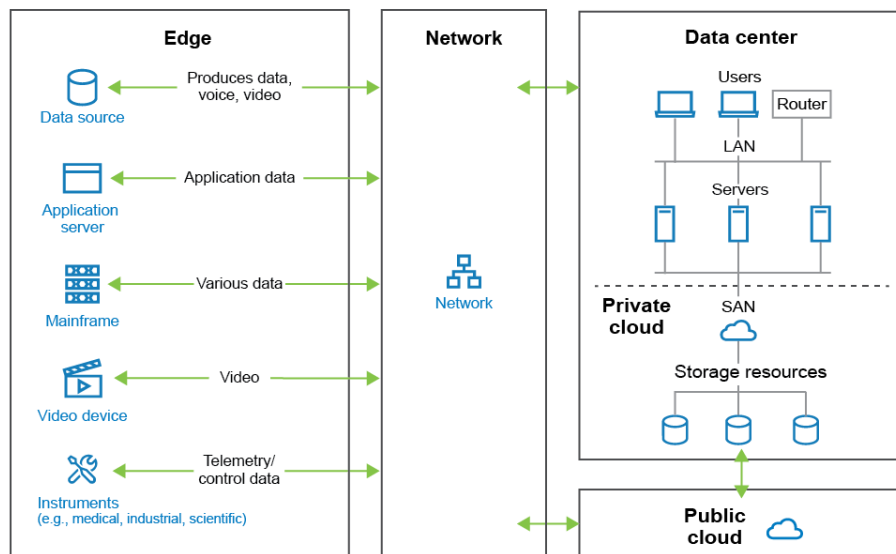 Edge
Produces data,
voice, video
Data source
Application data
Application
server
Various data
Mainframe
Video
Video device
Telemetry/
control data
Instruments
(e.g., medical, industrial, scientific)
Network
Network
Data center
Users
Router
LAN
Servers
Private
cloud
SAN
Storage resources
Public
cloud